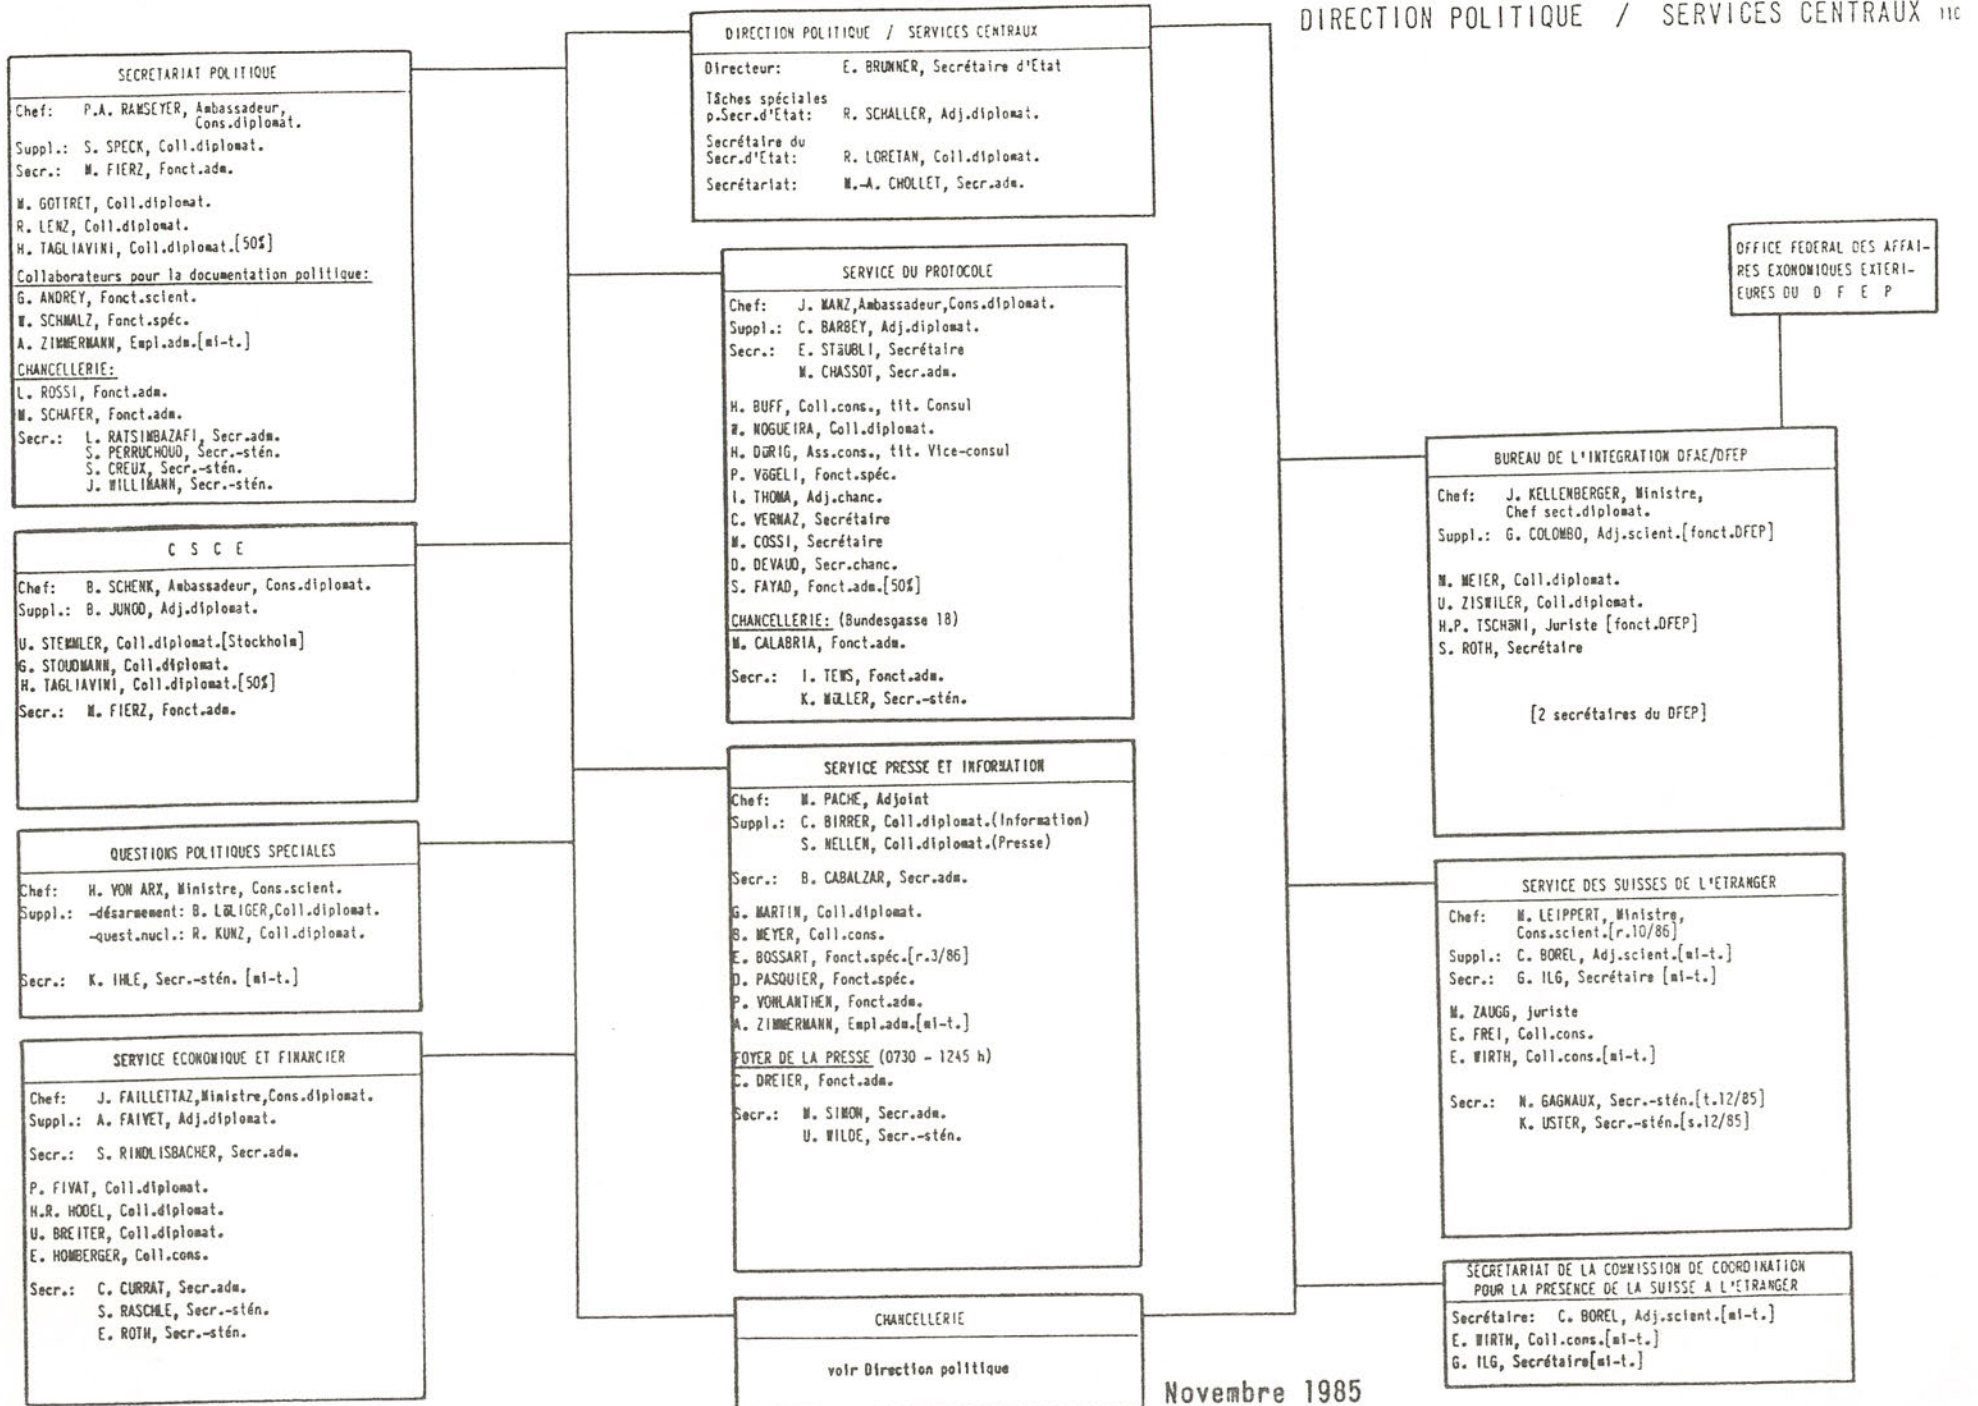 DIRECTION POLITIQUE / SERVICES CENTRAUX
DIRECTION POLITIQUE / SERVICES CENTRAUX
Directeur: E. BRUNNER, Secrétaire d'Etat
Tâches spéciales
p.Secr.d'Etat: R. SCHALLER, Adj.diplomat.
Secrétaire du
Secr.d'Etat: R. LORETAN, Coll.diplomat.
Secrétariat: M.-A. CHOLLET, Secr.adm.
SECRETARIAT POLITIQUE
Chef: P.A. RAMSEYER, Ambassadeur,
Cons.diplomat.
Suppl.: S. SPECK, Coll.diplomat.
Secr.: M. FIERZ, Fonct.adm.
M. GOTTRET, Coll.diplomat.
R. LENZ, Coll.diplomat.
H. TAGLIAVINI, Coll.diplomat.[50%]
Collaborateurs pour la documentation politique:
G. ANDREY, Fonct.scient.
W. SCHMALZ, Fonct.spéc.
A. ZIMMERMANN, Empl.adm.[mi-t.]
CHANCELLERIE:
L. ROSSI, Fonct.adm.
M. SCHAFER, Fonct.adm.
Secr.: L. RATSIMBAZAFI, Secr.adm.
S. PERRUCHOUD, Secr.-stén.
S. CREUX, Secr.-stén.
J. WILLIMANN, Secr.-stén.
C S C E
Chef: B. SCHENK, Ambassadeur, Cons.diplomat.
Suppl.: B. JUNOD, Adj.diplomat.
U. STEMMLER, Coll.diplomat.[Stockholm]
G. STOUDMANN, Coll.diplomat.
H. TAGLIAVINI, Coll.diplomat.[50%]
Secr.: M. FIERZ, Fonct.adm.
QUESTIONS POLITIQUES SPECIALES
Chef: H. VON ARX, Ministre, Cons.scient.
Suppl.: -désarmement: B. LÖLIGER,Coll.diplomat.
-quest.nucl.: R. KUNZ, Coll.diplomat.
Secr.: K. IHLE, Secr.-stén. [mi-t.]
SERVICE ECONOMIQUE ET FINANCIER
Chef: J. FAILLETTAZ,Ministre,Cons.diplomat.
Suppl.: A. FAIVET, Adj.diplomat.
Secr.: S. RINDLISBACHER, Secr.adm.
P. FIVAT, Coll.diplomat.
H.R. HODEL, Coll.diplomat.
U. BREITER, Coll.diplomat.
E. HOMBERGER, Coll.cons.
Secr.: C. CURRAT, Secr.adm.
S. RASCHLE, Secr.-stén.
E. ROTH, Secr.-stén.
SERVICE DU PROTOCOLE
Chef: J. MANZ,Ambassadeur,Cons.diplomat.
Suppl.: C. BARBEY, Adj.diplomat.
Secr.: E. STäUBLI, Secrétaire
M. CHASSOT, Secr.adm.
H. BUFF, Coll.cons., tit. Consul
W. NOGUEIRA, Coll.diplomat.
H. DüRIG, Ass.cons., tit. Vice-consul
P. VöGELI, Fonct.spéc.
I. THOMA, Adj.chanc.
C. VERNAZ, Secrétaire
M. COSSI, Secrétaire
D. DEVAUD, Secr.chanc.
S. FAYAD, Fonct.adm.[50%]
CHANCELLERIE: (Bundesgasse 18)
M. CALABRIA, Fonct.adm.
Secr.: I. TEWS, Fonct.adm.
K. MüLLER, Secr.-stén.
SERVICE PRESSE ET INFORMATION
Chef: M. PACHE, Adjoint
Suppl.: C. BIRRER, Coll.diplomat.(Information)
S. NELLEN, Coll.diplomat.(Presse)
Secr.: B. CABALZAR, Secr.adm.
G. MARTIN, Coll.diplomat.
B. MEYER, Coll.cons.
E. BOSSART, Fonct.spéc.[r.3/86]
D. PASQUIER, Fonct.spéc.
P. VONLANTHEN, Fonct.adm.
A. ZIMMERMANN, Empl.adm.[mi-t.]
FOYER DE LA PRESSE (0730 - 1245 h)
C. DREIER, Fonct.adm.
Secr.: M. SIMON, Secr.adm.
U. WILDE, Secr.-stén.
CHANCELLERIE
voir Direction politique
OFFICE FEDERAL DES AFFAI-
RES EXONOMIQUES EXTERI-
EURES DU D F E P
BUREAU DE L'INTEGRATION DFAE/DFEP
Chef: J. KELLENBERGER, Ministre,
Chef sect.diplomat.
Suppl.: G. COLOMBO, Adj.scient.[fonct.DFEP]
M. MEIER, Coll.diplomat.
U. ZISWILER, Coll.diplomat.
H.P. TSCHäNI, Juriste [fonct.DFEP]
S. ROTH, Secrétaire
[2 secrétaires du DFEP]
SERVICE DES SUISSES DE L'ETRANGER
Chef: M. LEIPPERT, Ministre,
Cons.scient.[r.10/86]
Suppl.: C. BOREL, Adj.scient.[mi-t.]
Secr.: G. ILG, Secrétaire [mi-t.]
M. ZAUGG, juriste
E. FREI, Coll.cons.
E. WIRTH, Coll.cons.[mi-t.]
Secr.: N. GAGNAUX, Secr.-stén.[t.12/85]
K. USTER, Secr.-stén.[s.12/85]
SECRETARIAT DE LA COMMISSION DE COORDINATION
POUR LA PRESENCE DE LA SUISSE A L'ETRANGER
Secrétaire: C. BOREL, Adj.scient.[mi-t.]
E. WIRTH, Coll.cons.[mi-t.]
G. ILG, Secrétaire[mi-t.]
Novembre 1985